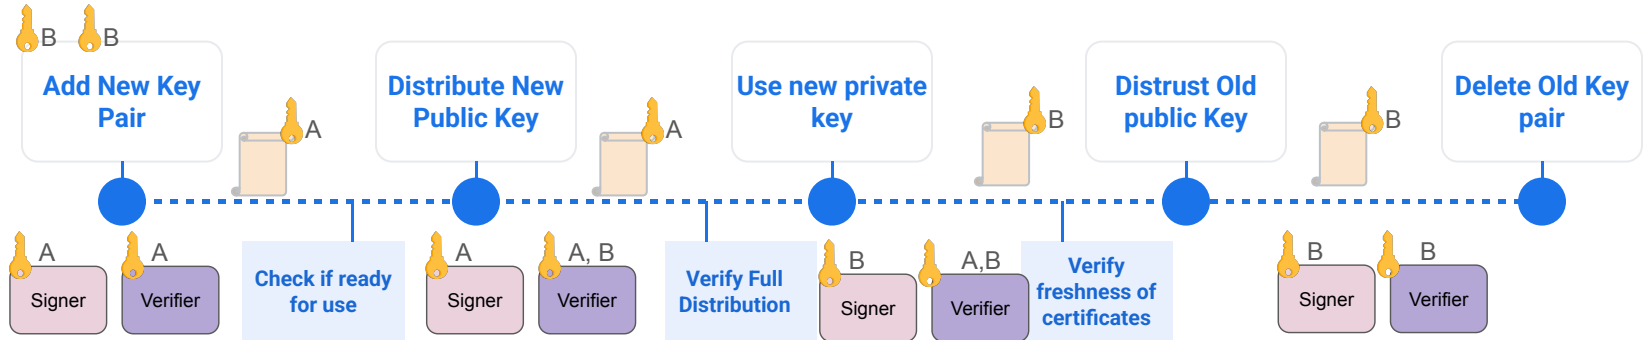 B B
Add New Key
Pair
A
Distribute New
Public Key
A
Use new private
key
B
Distrust Old
public Key
B
Delete Old Key
pair
A
Signer
A
Verifier
Check if ready
for use
A
Signer
A, B
Verifier
Verify Full
Distribution
B
Signer
A,B
Verifier
Verify
freshness of
certificates
B
Signer
B
Verifier